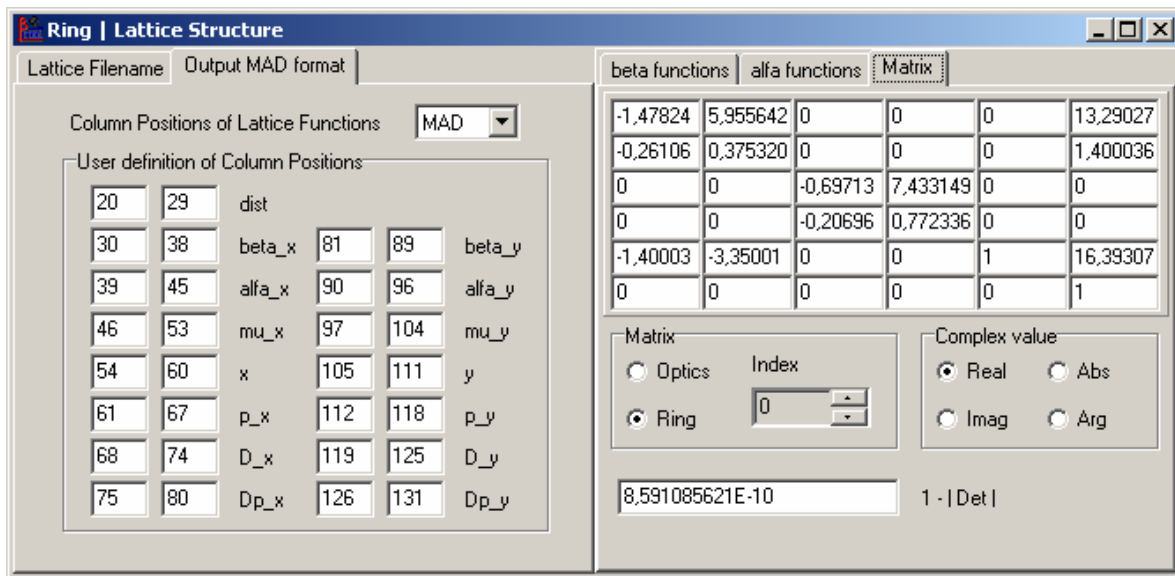 Ring | Lattice Structure
Lattice Filename Output MAD format
Column Positions of Lattice Functions MAD
User definition of Column Positions
20 29 dist
30 38 beta_x 81 89 beta_y
39 45 alfa_x 90 96 alfa_y
46 53 mu_x 97 104 mu_y
54 60 x 105 111 y
61 67 p_x 112 118 p_y
68 74 D_x 119 125 D_y
75 80 Dp_x 126 131 Dp_y
beta functions alfa functions Matrix
-1,47824 5,955642 0 0 0 13,29027
-0,26106 0,375320 0 0 0 1,400036
0 0 -0,69713 7,433149 0 0
0 0 -0,20696 0,772336 0 0
-1,40003 -3,35001 0 0 1 16,39307
0 0 0 0 0 1
Matrix
Optics Index
Ring 0
Complex value
Real Abs
Imag Arg
8,591085621E-10 1 - | Det |